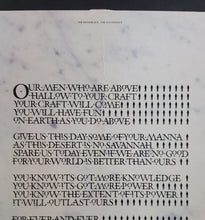 OUR MEN WHO ARE ABOVE
HALLOW TO YOUR CRAFT
YOUR CRAFT WILL COME
YOU WILL HAVE FUN
ON EARTH AS YOU DO ABOVE
GIVE US THIS DAY SOME OF YOUR MANNA
AS THIS DESERT IS NO SAVANNAH
SPARE US TODAY EVEN IF WE ARE NO GOOD
FOR YOUR WORLD IS BETTER THAN OURS
YOU KNOW ITS GOT MORE KNOWLEDGE
YOU KNOW ITS GOT MORE POWER
YOU KNOW THE EXTENT OF ITS POWER
IT WILL OUTLAST OURS
FOR EVER AND EVER